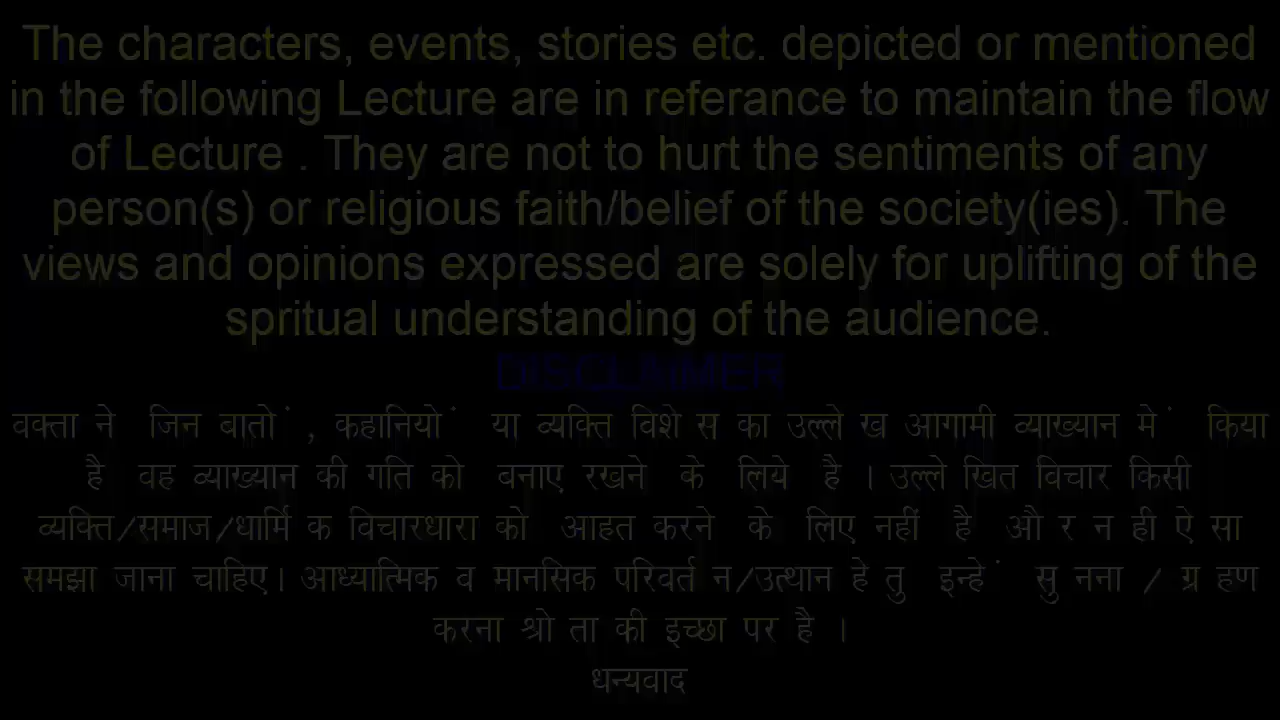 The characters, events, stories etc. depicted or mentioned
in the following Lecture are in referance to maintain the flow
of Lecture . They are not to hurt the sentiments of any
person(s) or religious faith/belief of the society(ies). The
views and opinions expressed are solely for uplifting of the
spritual understanding of the audience.
DISCLAIMER
वक्ता ने जिन बातों , कहानियों या व्यक्ति विशे स का उल्ले ख आगामी व्याख्यान में किया
है वह व्याख्यान की गति को बनाए रखने के लिये है । उल्ले खित विचार किसी
व्यक्ति/समाज/धार्मि क विचारधारा को आहत करने के लिए नहीं है औ र न ही ऐ सा
समझा जाना चाहिए। आध्यात्मिक व मानसिक परिवर्त न/उत्थान हे तु इन्हें सु नना / ग्र हण
करना श्रो ता की इच्छा पर है ।
धन्यवाद